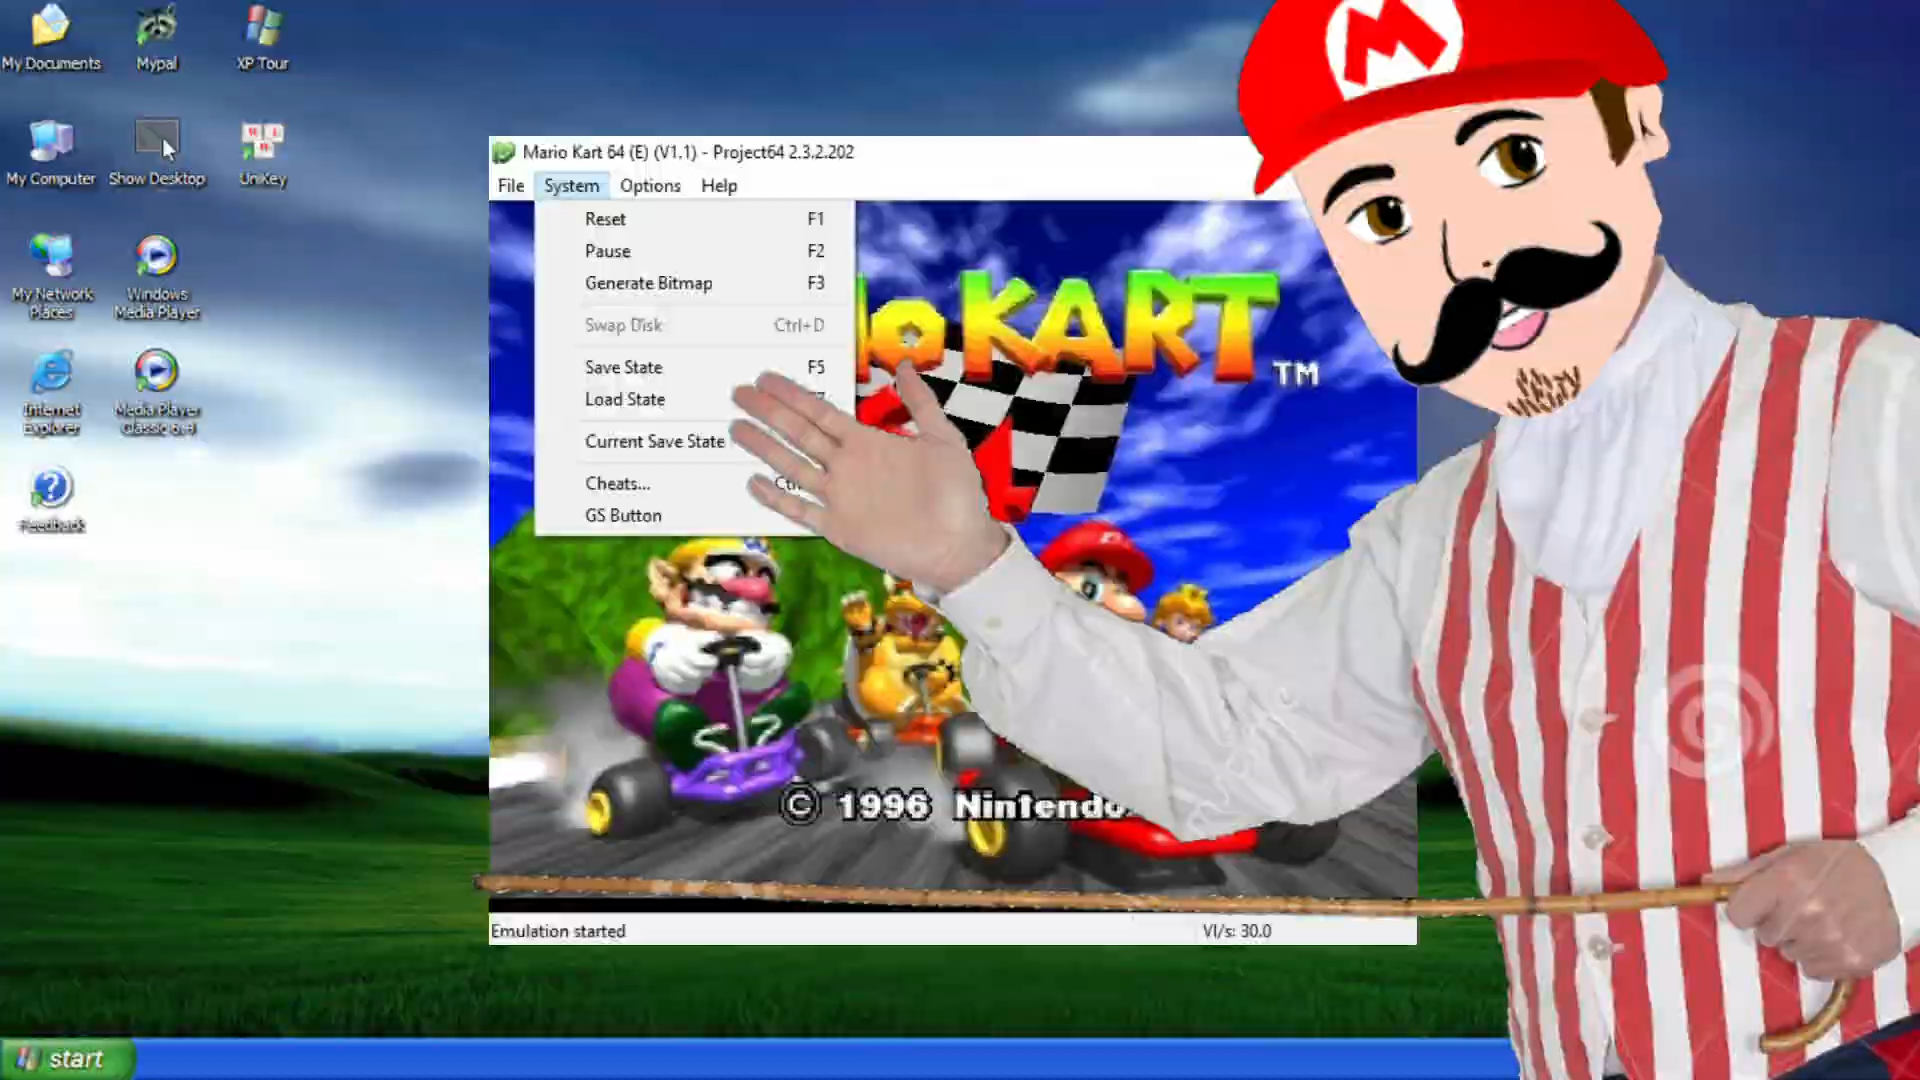 My Documents
Mypal
XP Tour
My Computer
Show Desktop
UniKey
My Network
Places
Windows
Media Player
Internet
Explorer
Media Player
Classic 6.4
Feedback
Mario Kart 64 (E) (V1.1) - Project64 2.3.2.202
File System Options Help
Reset F1
Pause F2
Generate Bitmap F3
Swap Disk Ctrl+D
Save State F5
Load State
Current Save State
Cheats...
GS Button
KART
TM
© 1996 Nintendo
Emulation started
VI/s: 30.0
start
M